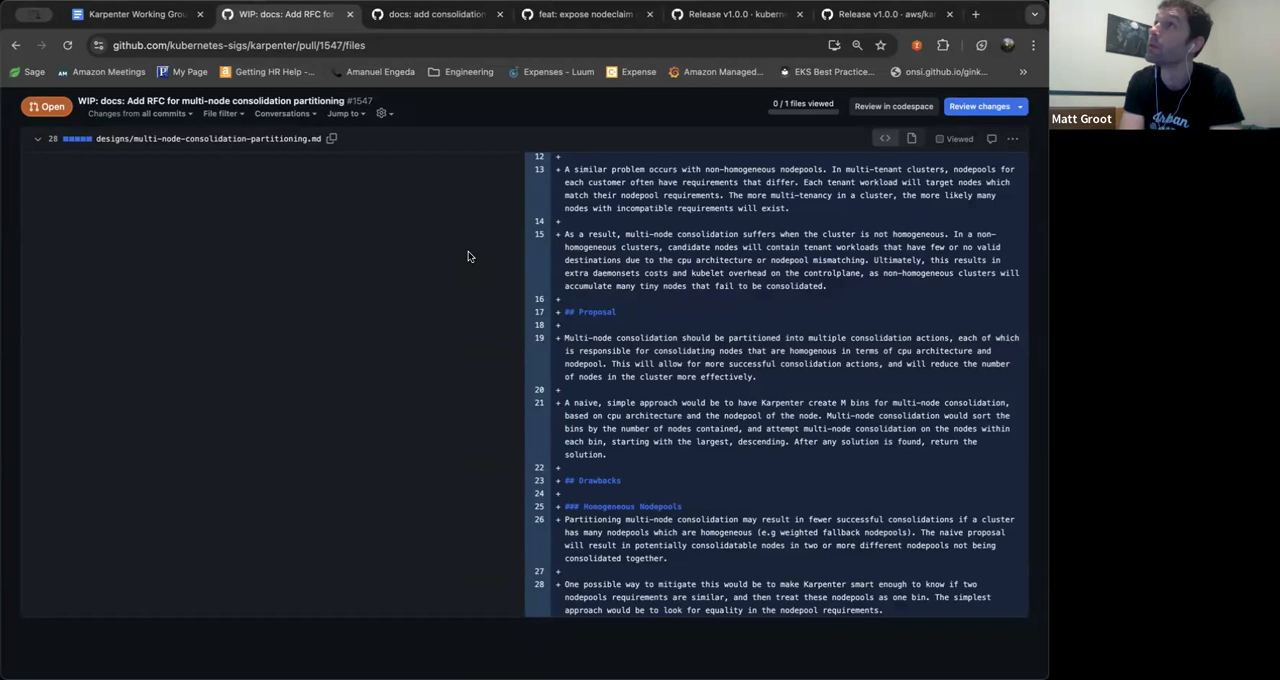 Karpenter Working Grou
WIP: docs: Add RFC for
docs: add consolidation
feat: expose nodeclaim
Release v1.0.0 · kubern
Release v1.0.0 · aws/ka
github.com/kubernetes-sigs/karpenter/pull/1547/files
Sage
Amazon Meetings
My Page
Getting HR Help -...
Amanuel Engeda
Engineering
Expenses - Luum
Expense
Amazon Managed...
EKS Best Practice...
onsi.github.io/gink...
Open
WIP: docs: Add RFC for multi-node consolidation partitioning #1547
Changes from all commits
File filter
Conversations
Jump to
0 / 1 files viewed
Review in codespace
Review changes
Matt Groot
28 designs/multi-node-consolidation-partitioning.md
Viewed
12 +
13 + A similar problem occurs with non-homogeneous nodepools. In multi-tenant clusters, nodepools for
each customer often have requirements that differ. Each tenant workload will target nodes which
match their nodepool requirements. The more multi-tenancy in a cluster, the more likely many
nodes with incompatible requirements will exist.
14 +
15 + As a result, multi-node consolidation suffers when the cluster is not homogeneous. In a non-
homogeneous clusters, candidate nodes will contain tenant workloads that have few or no valid
destinations due to the cpu architecture or nodepool mismatching. Ultimately, this results in
extra daemonsets costs and kubelet overhead on the controlplane, as non-homogeneous clusters will
accumulate many tiny nodes that fail to be consolidated.
16 +
17 + ## Proposal
18 +
19 + Multi-node consolidation should be partitioned into multiple consolidation actions, each of which
is responsible for consolidating nodes that are homogenous in terms of cpu architecture and
nodepool. This will allow for more successful consolidation actions, and will reduce the number
of nodes in the cluster more effectively.
20 +
21 + A naive, simple approach would be to have Karpenter create M bins for multi-node consolidation,
based on cpu architecture and the nodepool of the node. Multi-node consolidation would sort the
bins by the number of nodes contained, and attempt multi-node consolidation on the nodes within
each bin, starting with the largest, descending. After any solution is found, return the
solution.
22 +
23 + ## Drawbacks
24 +
25 + ### Homogeneous Nodepools
26 + Partitioning multi-node consolidation may result in fewer successful consolidations if a cluster
has many nodepools which are homogeneous (e.g weighted fallback nodepools). The naive proposal
will result in potentially consolidatable nodes in two or more different nodepools not being
consolidated together.
27 +
28 + One possible way to mitigate this would be to make Karpenter smart enough to know if two
nodepools requirements are similar, and then treat these nodepools as one bin. The simplest
approach would be to look for equality in the nodepool requirements.